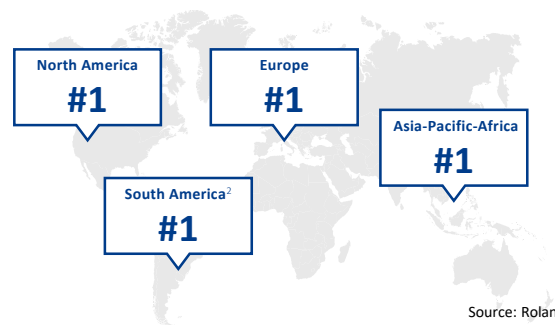 North America
#1
Europe
#1
Asia-Pacific-Africa
#1
South America²
#1
Source: Rolan